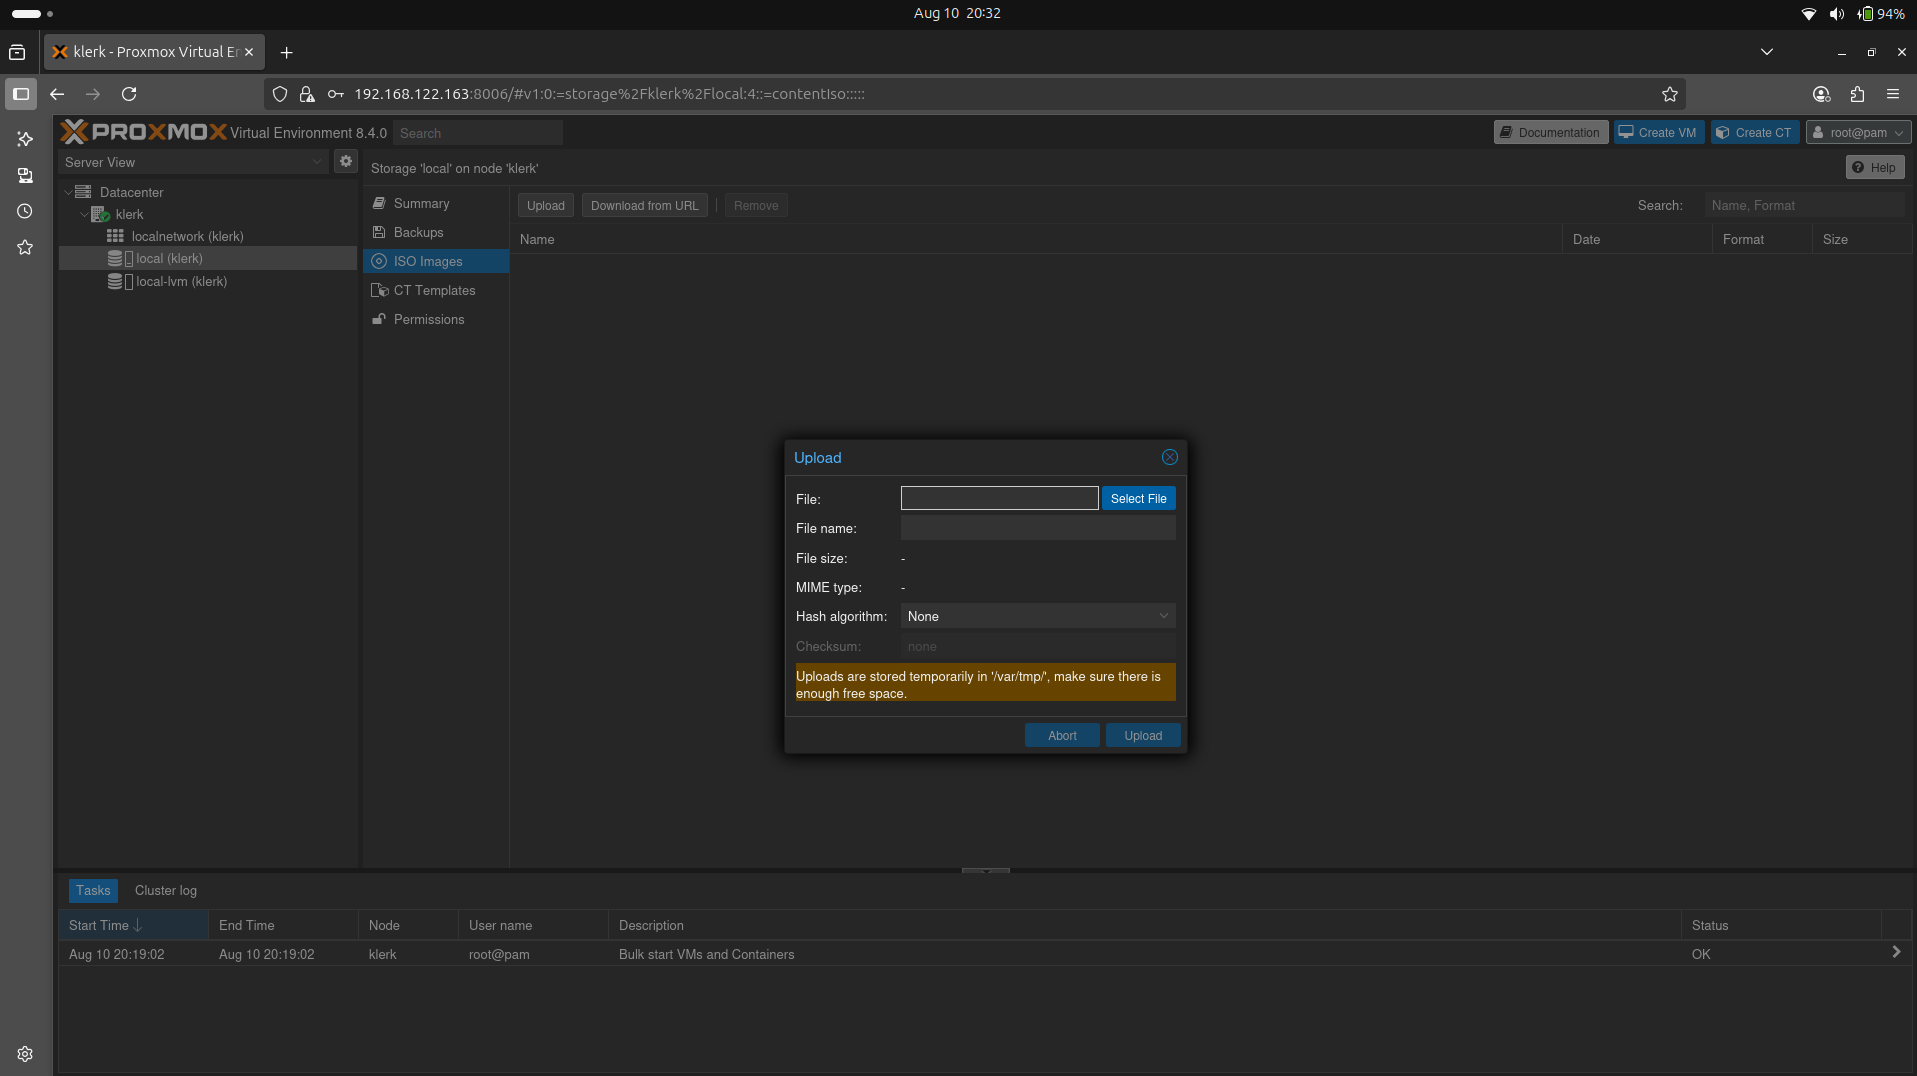 Aug 10 20:32
94%
klerk - Proxmox Virtual En
192.168.122.163:8006/#v1:0:=storage%2Fklerk%2Flocal:4::=contentIso:::::
PROXMOX Virtual Environment 8.4.0
Search
Documentation
Create VM
Create CT
root@pam
Server View
Storage 'local' on node 'klerk'
Help
Datacenter
klerk
localnetwork (klerk)
local (klerk)
local-lvm (klerk)
Summary
Backups
ISO Images
CT Templates
Permissions
Upload
Download from URL
Remove
Search:
Name, Format
Name
Date
Format
Size
Upload
File:
Select File
File name:
File size:
-
MIME type:
-
Hash algorithm:
None
Checksum:
none
Uploads are stored temporarily in '/var/tmp/', make sure there is
enough free space.
Abort
Upload
Tasks
Cluster log
Start Time
End Time
Node
User name
Description
Status
Aug 10 20:19:02
Aug 10 20:19:02
klerk
root@pam
Bulk start VMs and Containers
OK